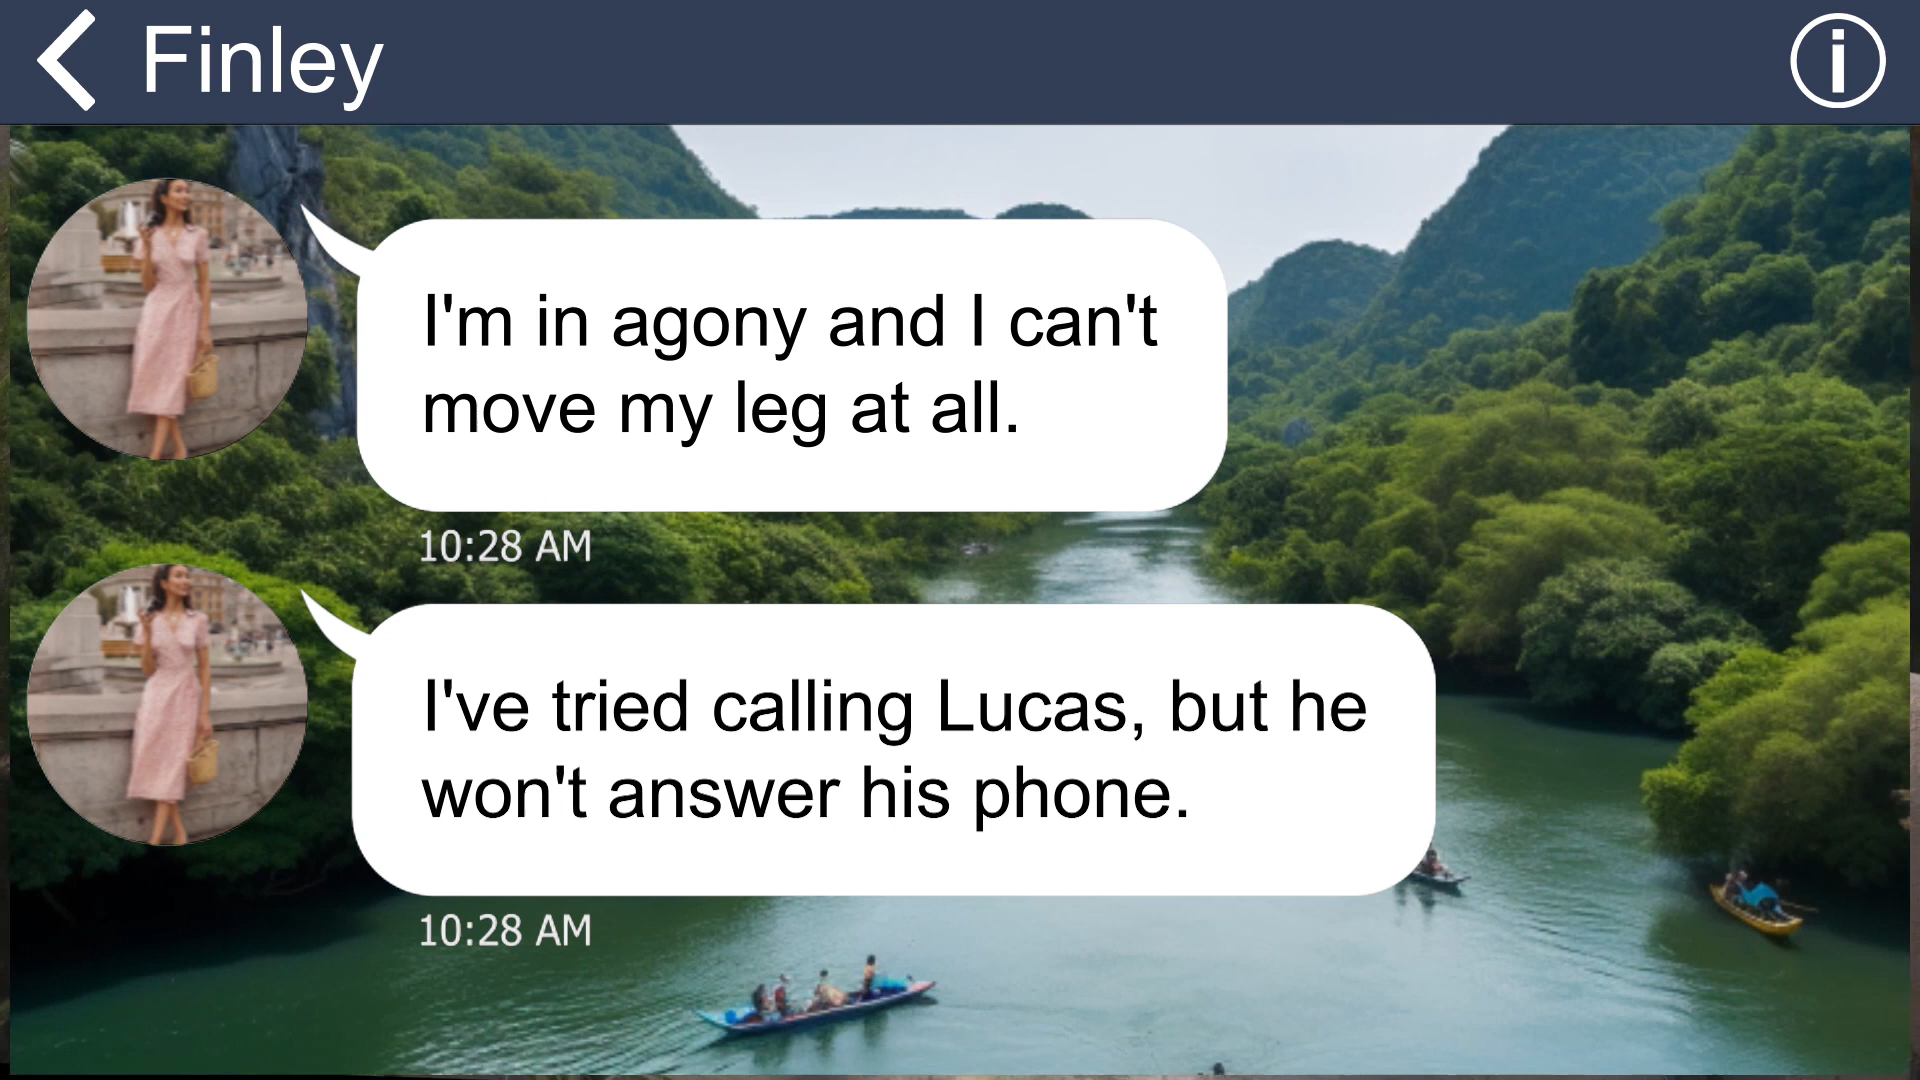 Finley
I'm in agony and I can't
move my leg at all.
10:28 AM
I've tried calling Lucas, but he
won't answer his phone.
10:28 AM